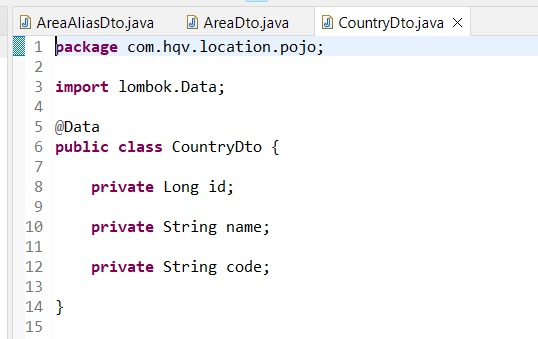 AreaAliasDto.java AreaDto.java CountryDto.java
1 package com.hqv.location.pojo;
2
3 import lombok.Data;
4
5 @Data
6 public class CountryDto {
7
8 private Long id;
9
10 private String name;
11
12 private String code;
13
14 }
15